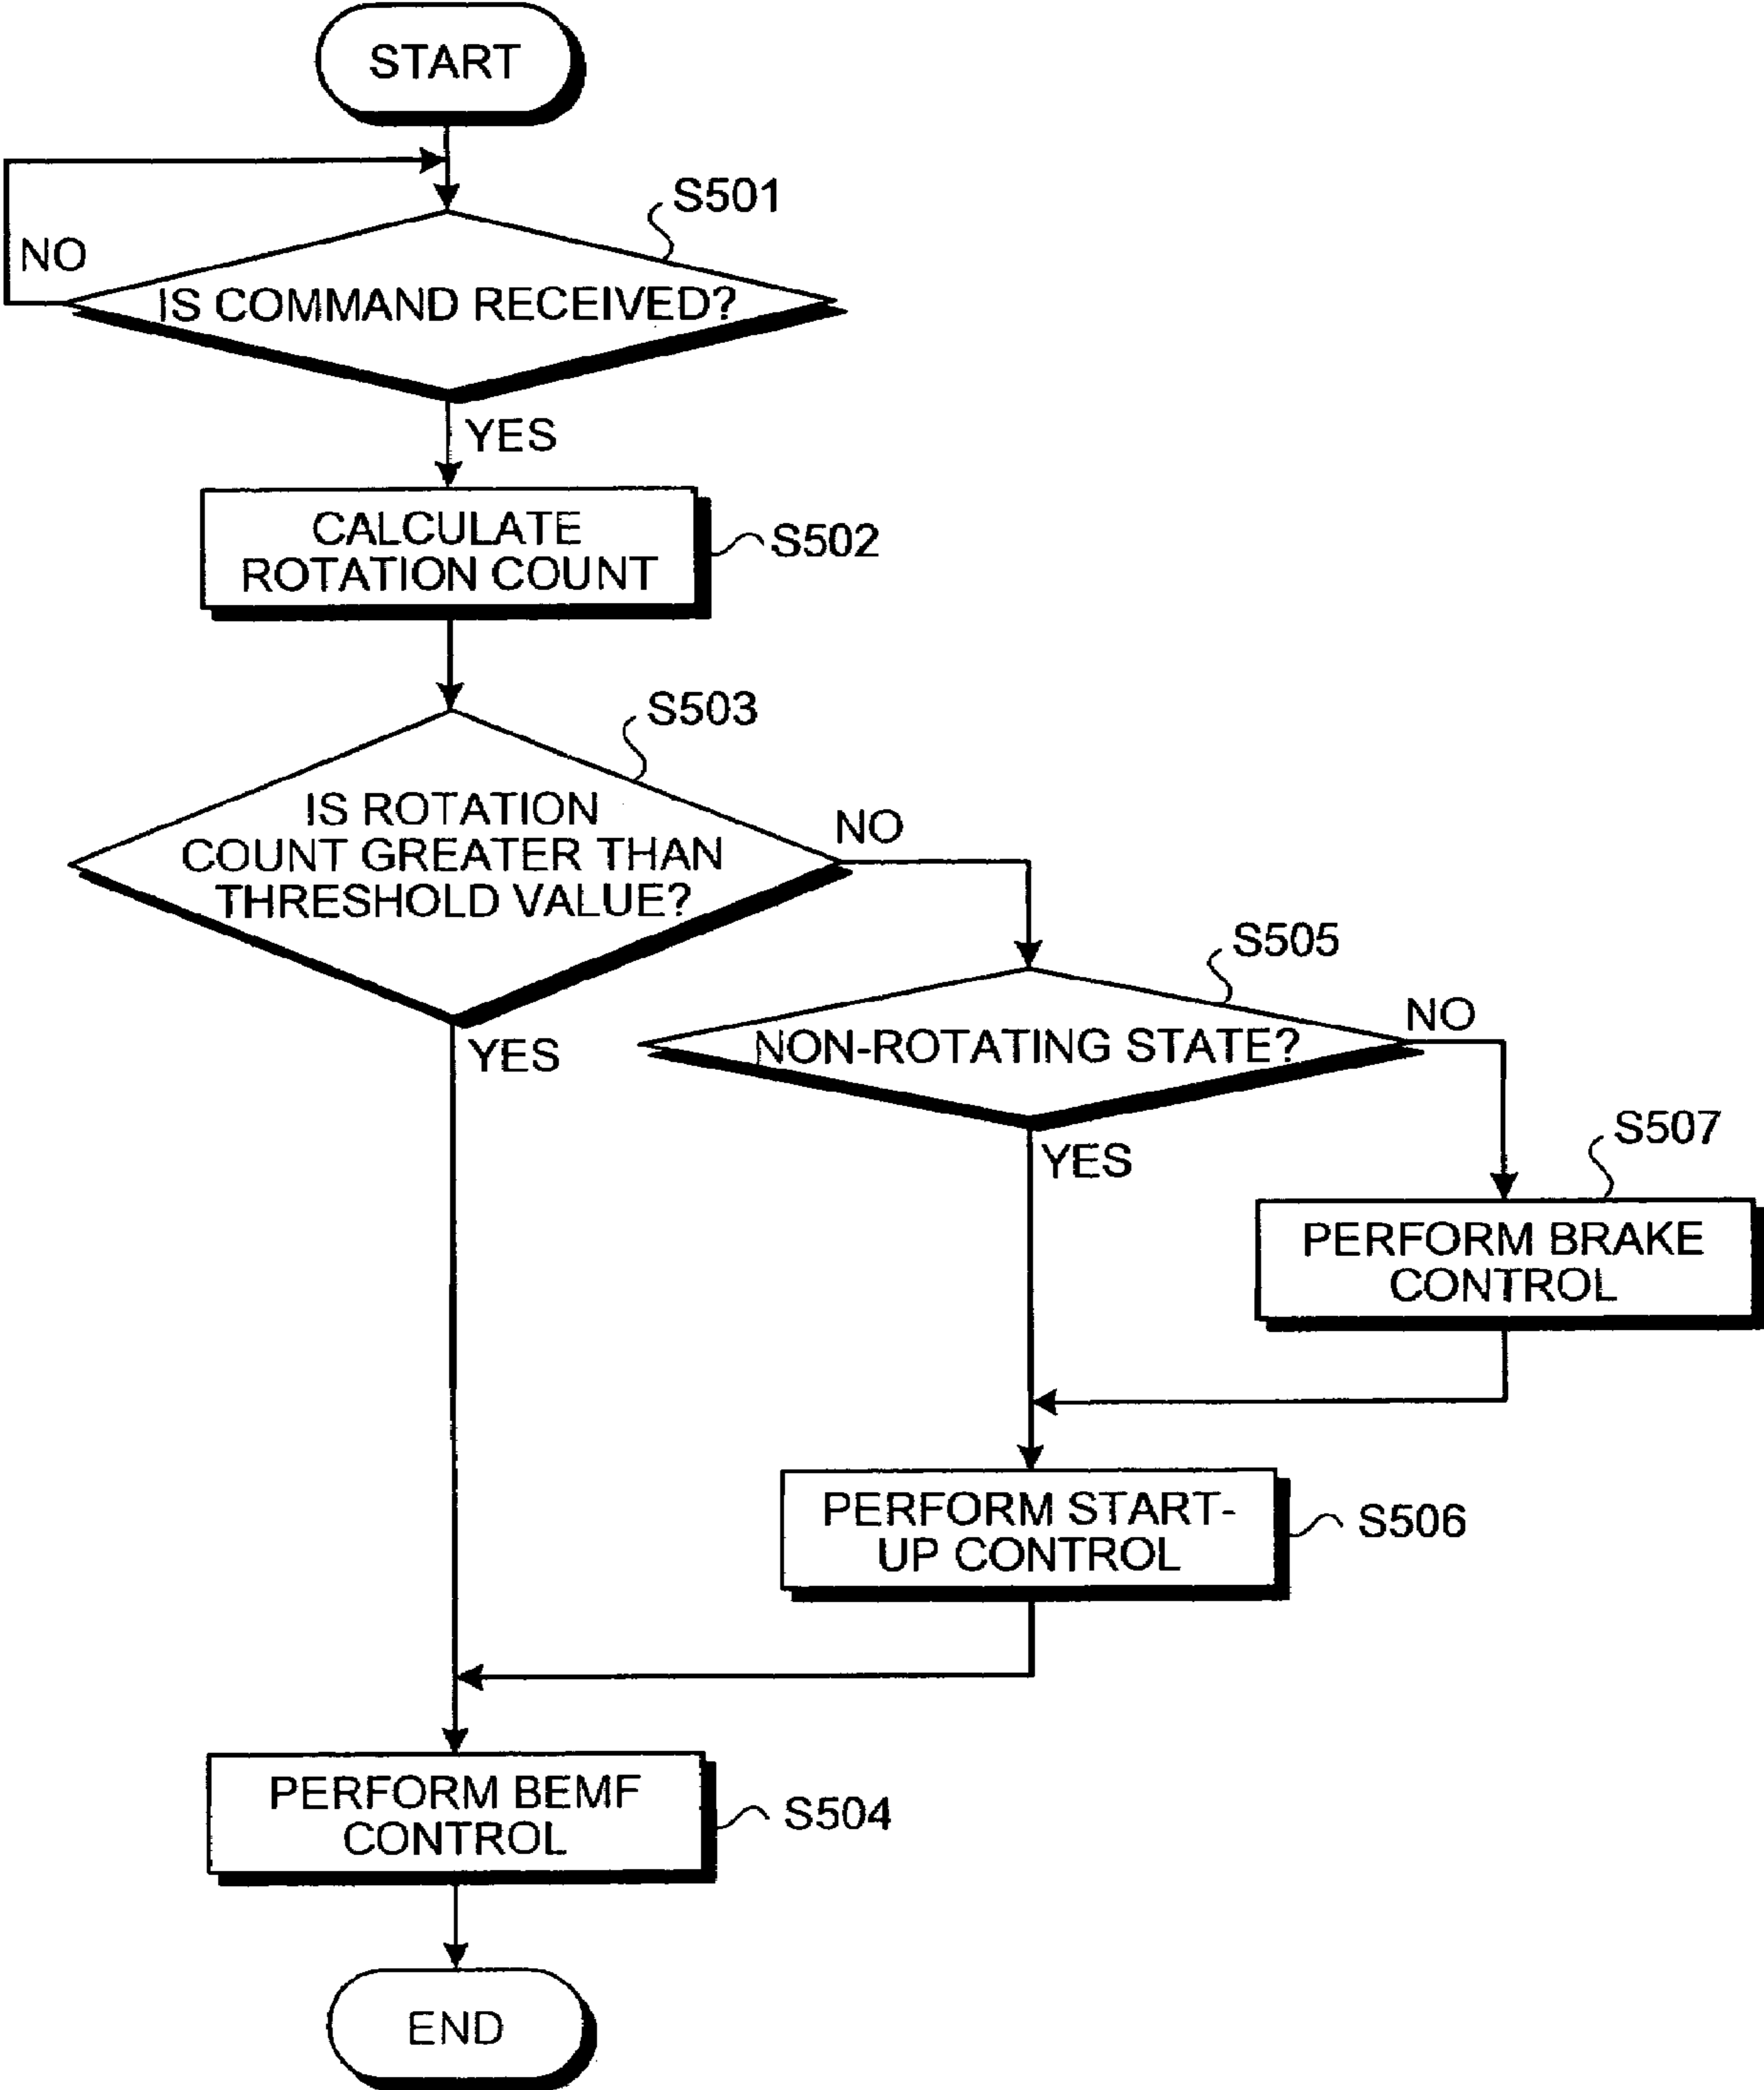 START
S501
NO
IS COMMAND RECEIVED?
YES
CALCULATE
ROTATION COUNT
S502
S503
IS ROTATION
COUNT GREATER THAN
THRESHOLD VALUE?
NO
YES
S505
NON-ROTATING STATE?
NO
YES
S507
PERFORM BRAKE
CONTROL
PERFORM START-
UP CONTROL
S506
PERFORM BEMF
CONTROL
S504
END